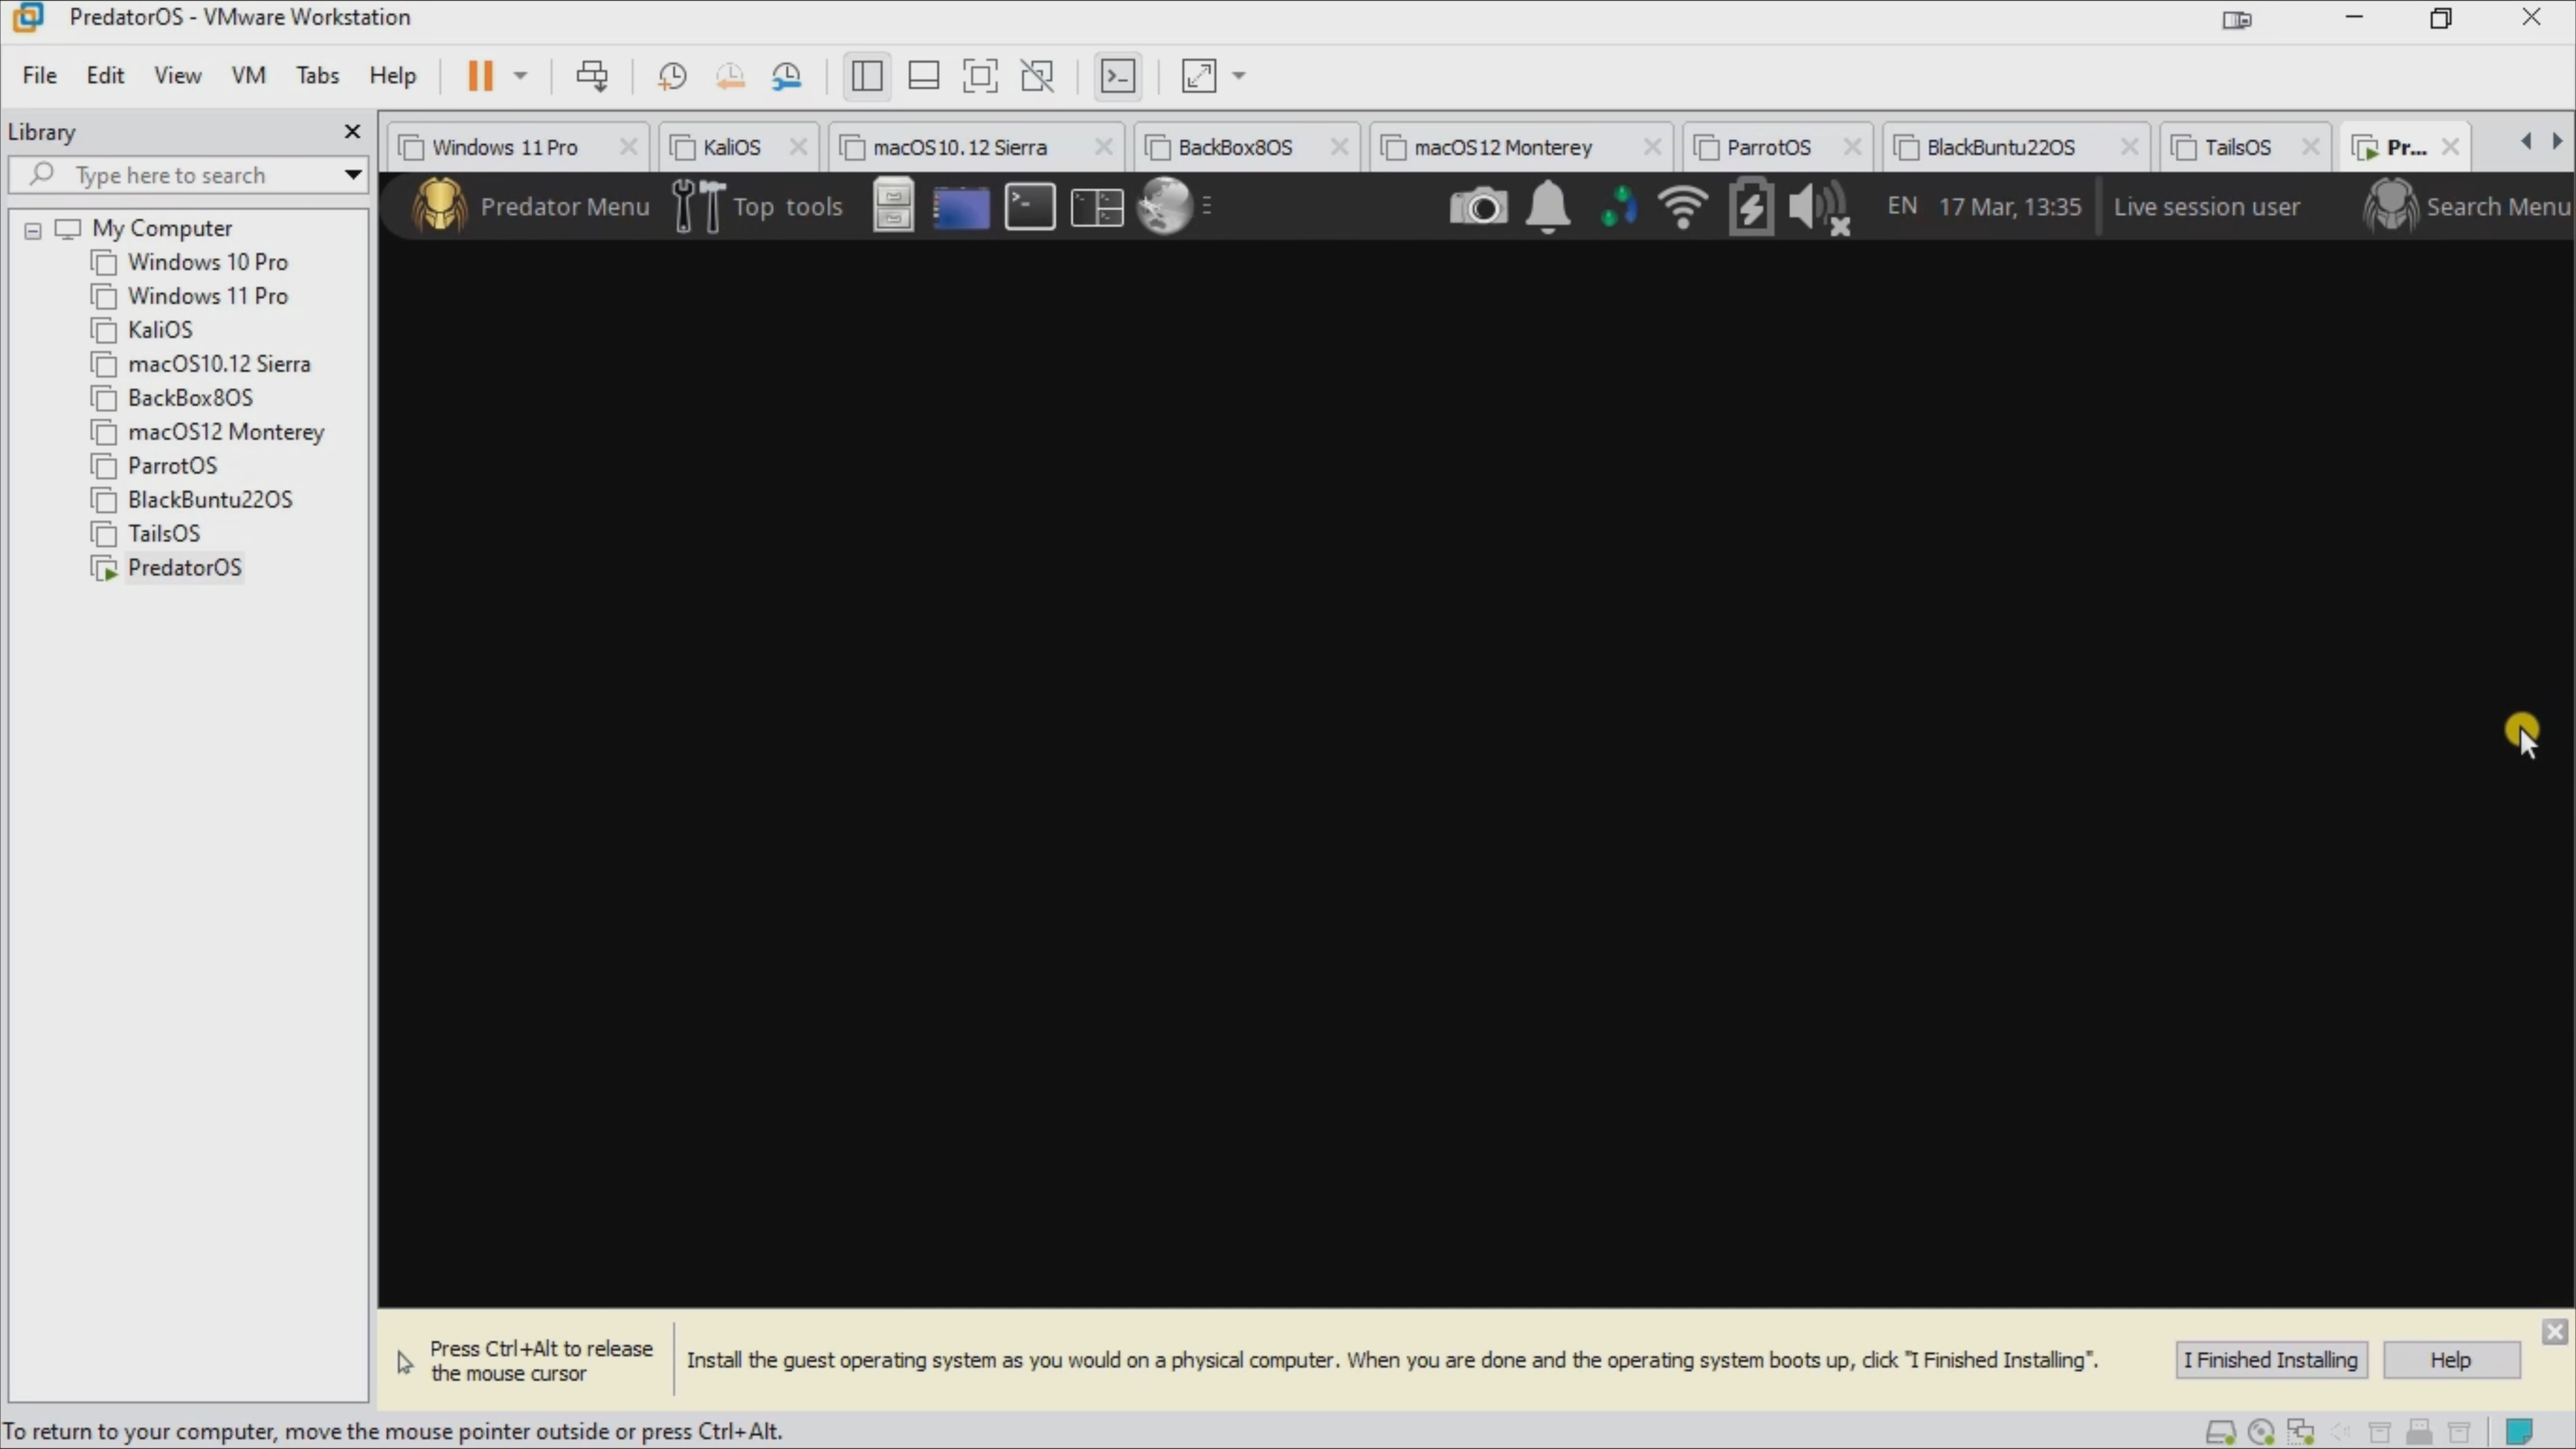 PredatorOS - VMware Workstation
File Edit View VM Tabs Help
Library
Type here to search
My Computer
Windows 10 Pro
Windows 11 Pro
KaliOS
macOS10.12 Sierra
BackBox8OS
macOS12 Monterey
ParrotOS
BlackBuntu22OS
TailsOS
PredatorOS
Windows 11 Pro KaliOS macOS10.12 Sierra BackBox8OS macOS12 Monterey ParrotOS BlackBuntu22OS TailsOS Pr...
Predator Menu Top tools EN 17 Mar, 13:35 Live session user Search Menu
Press Ctrl+Alt to release
the mouse cursor
Install the guest operating system as you would on a physical computer. When you are done and the operating system boots up, click "I Finished Installing".
I Finished Installing Help
To return to your computer, move the mouse pointer outside or press Ctrl+Alt.